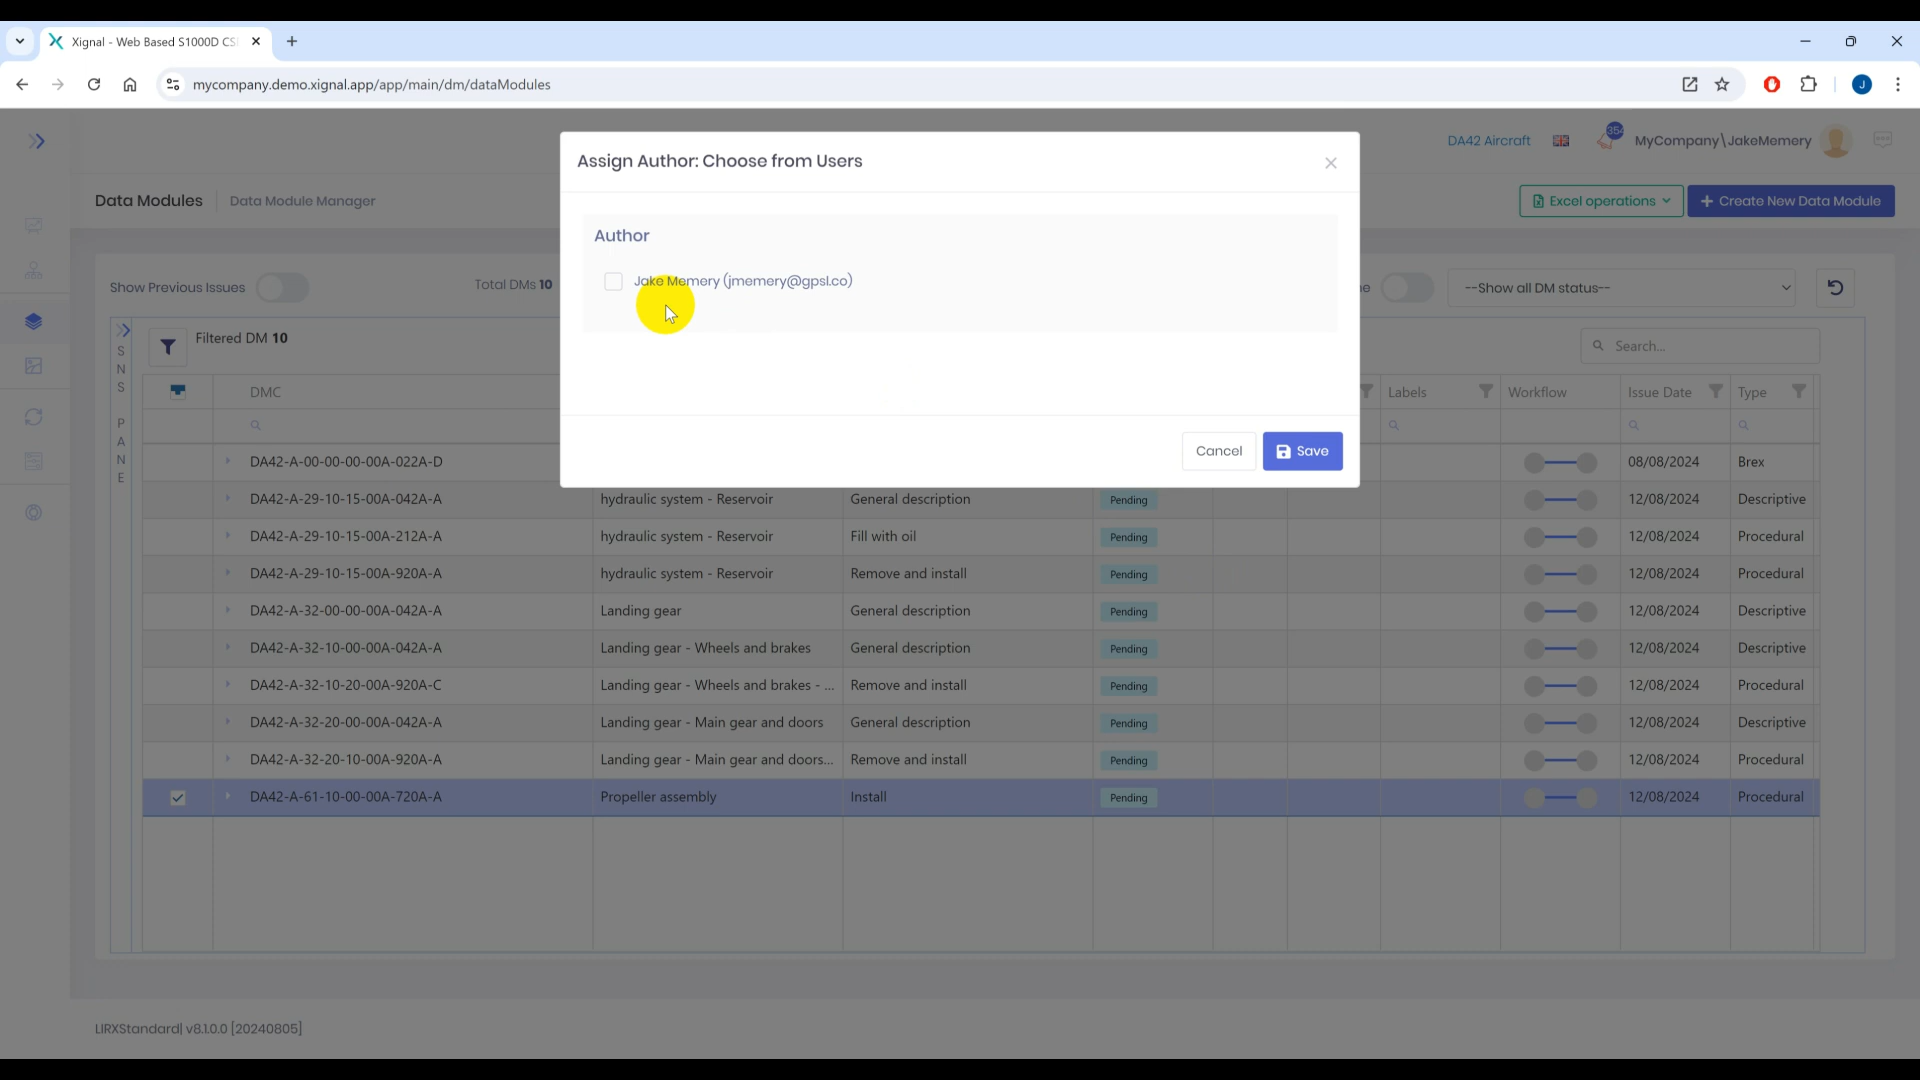 Xignal - Web Based S1000D CS
mycompany.demo.xignal.app/app/main/dm/dataModules
J
DA42 Aircraft
354
MyCompany\JakeMemory
Assign Author: Choose from Users
Data Modules
Data Module Manager
Excel operations
Create New Data Module
Author
Jake Memery (jmemery@gpsl.co)
Show Previous Issues
Total DMs 10
--Show all DM status--
SNS PANE
Filtered DM 10
Search...
DMC
Labels
Workflow
Issue Date
Type
Cancel
Save
DA42-A-00-00-00-00A-022A-D 08/08/2024 Brex
DA42-A-29-10-15-00A-042A-A hydraulic system - Reservoir General description Pending 12/08/2024 Descriptive
DA42-A-29-10-15-00A-212A-A hydraulic system - Reservoir Fill with oil Pending 12/08/2024 Procedural
DA42-A-29-10-15-00A-920A-A hydraulic system - Reservoir Remove and install Pending 12/08/2024 Procedural
DA42-A-32-00-00-00A-042A-A Landing gear General description Pending 12/08/2024 Descriptive
DA42-A-32-10-00-00A-042A-A Landing gear - Wheels and brakes General description Pending 12/08/2024 Descriptive
DA42-A-32-10-20-00A-920A-C Landing gear - Wheels and brakes - ... Remove and install Pending 12/08/2024 Procedural
DA42-A-32-20-00-00A-042A-A Landing gear - Main gear and doors General description Pending 12/08/2024 Descriptive
DA42-A-32-20-10-00A-920A-A Landing gear - Main gear and doors... Remove and install Pending 12/08/2024 Procedural
DA42-A-61-10-00-00A-720A-A Propeller assembly Install Pending 12/08/2024 Procedural
LIRXStandard| v8.1.0.0 [20240805]